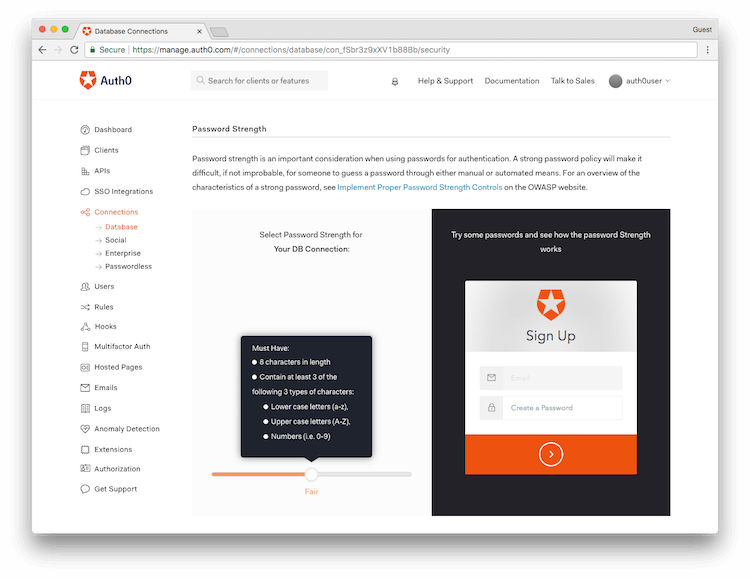 Database Connections
Guest
Secure https://manage.auth0.com/#/connections/database/con_fSbr3z9xXV1b88Bb/security
Auth0
Search for clients or features
Help & Support
Documentation
Talk to Sales
auth0user
Dashboard
Clients
APIs
SSO Integrations
Connections
Database
Social
Enterprise
Passwordless
Users
Rules
Hooks
Multifactor Auth
Hosted Pages
Emails
Logs
Anomaly Detection
Extensions
Authorization
Get Support
Password Strength
Password strength is an important consideration when using passwords for authentication. A strong password policy will make it
difficult, if not improbable, for someone to guess a password through either manual or automated means. For an overview of the
characteristics of a strong password, see Implement Proper Password Strength Controls on the OWASP website.
Select Password Strength for
Your DB Connection:
Must Have:
8 characters in length
Contain at least 3 of the
following 3 types of characters:
Lower case letters (a-z),
Upper case letters (A-Z),
Numbers (i.e. 0-9)
Fair
Try some passwords and see how the password Strength
works
Sign Up
Email
Create a Password